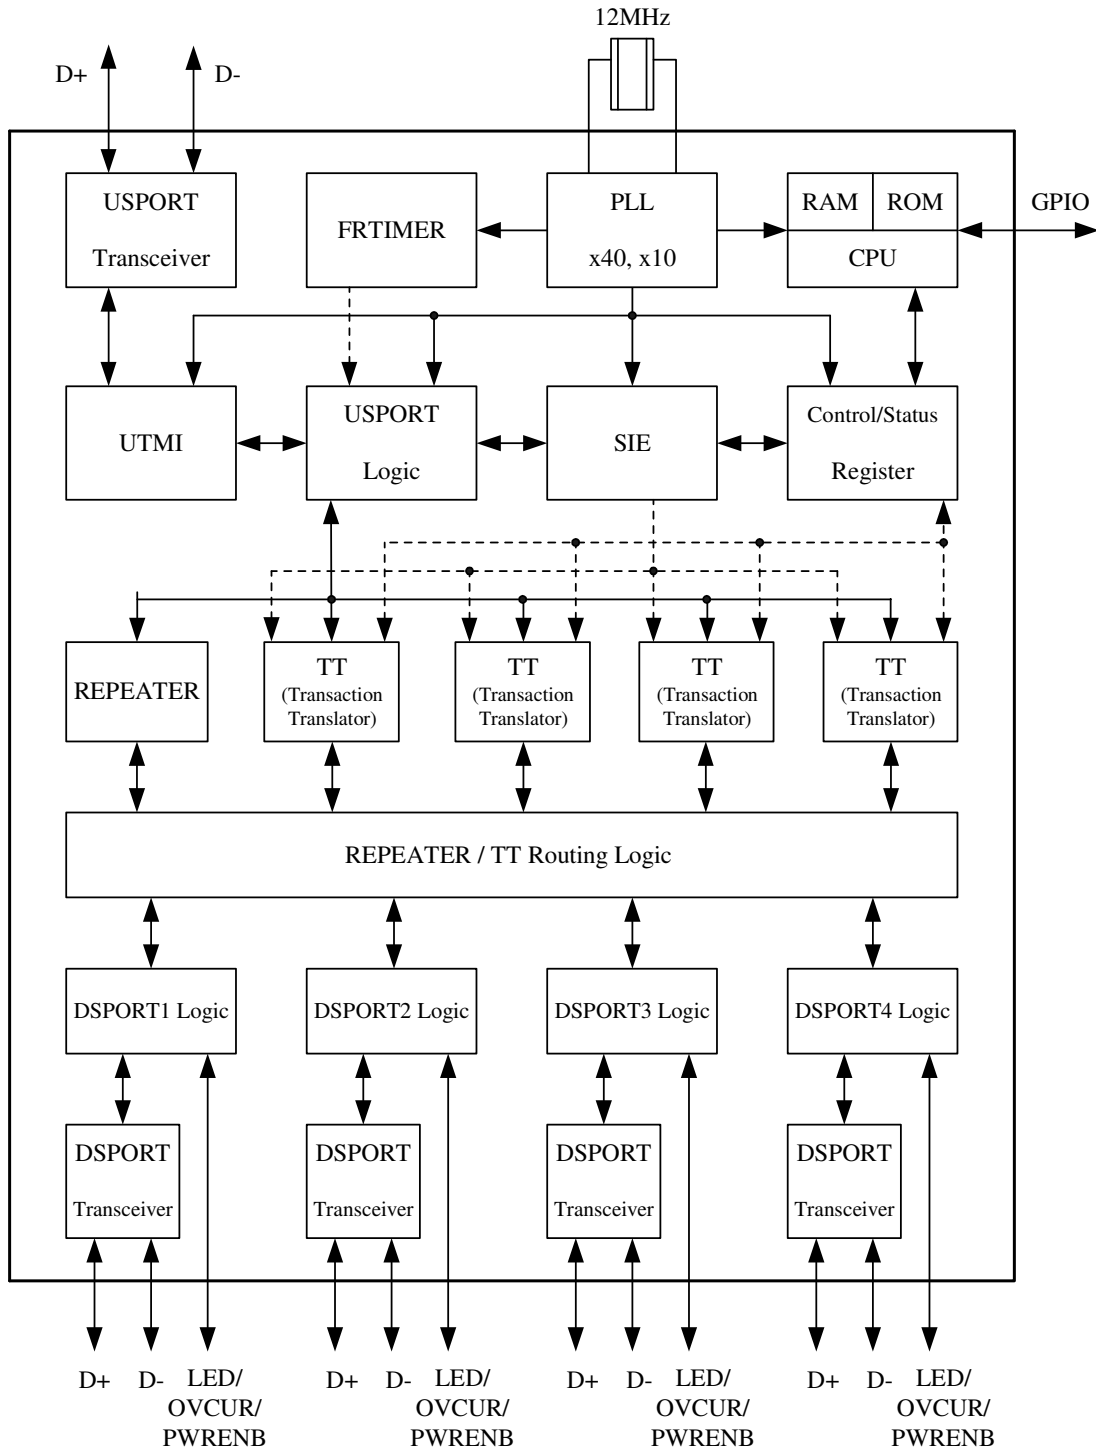 12MHz
D+
D-
USPORT
Transceiver
FRTIMER
PLL
x40, x10
RAM
ROM
CPU
GPIO
UTMI
USPORT
Logic
SIE
Control/Status
Register
REPEATER
TT
(Transaction
Translator)
TT
(Transaction
Translator)
TT
(Transaction
Translator)
TT
(Transaction
Translator)
REPEATER / TT Routing Logic
DSPORT1 Logic
DSPORT2 Logic
DSPORT3 Logic
DSPORT4 Logic
DSPORT
Transceiver
DSPORT
Transceiver
DSPORT
Transceiver
DSPORT
Transceiver
D+
D-
LED/
OVCUR/
PWRENB
D+
D-
LED/
OVCUR/
PWRENB
D+
D-
LED/
OVCUR/
PWRENB
D+
D-
LED/
OVCUR/
PWRENB